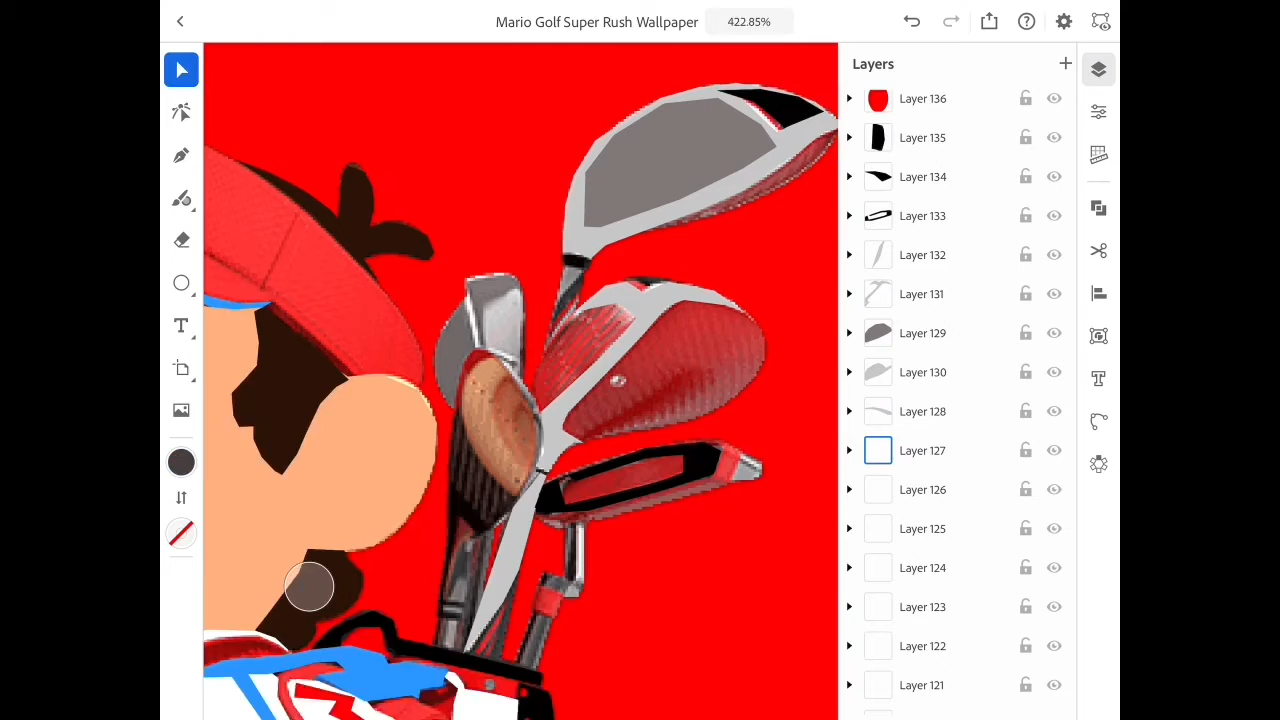 Mario Golf Super Rush Wallpaper 422.85%
Layers
Layer 136
Layer 135
Layer 134
Layer 133
Layer 132
Layer 131
Layer 129
Layer 130
Layer 128
Layer 127
Layer 126
Layer 125
Layer 124
Layer 123
Layer 122
Layer 121